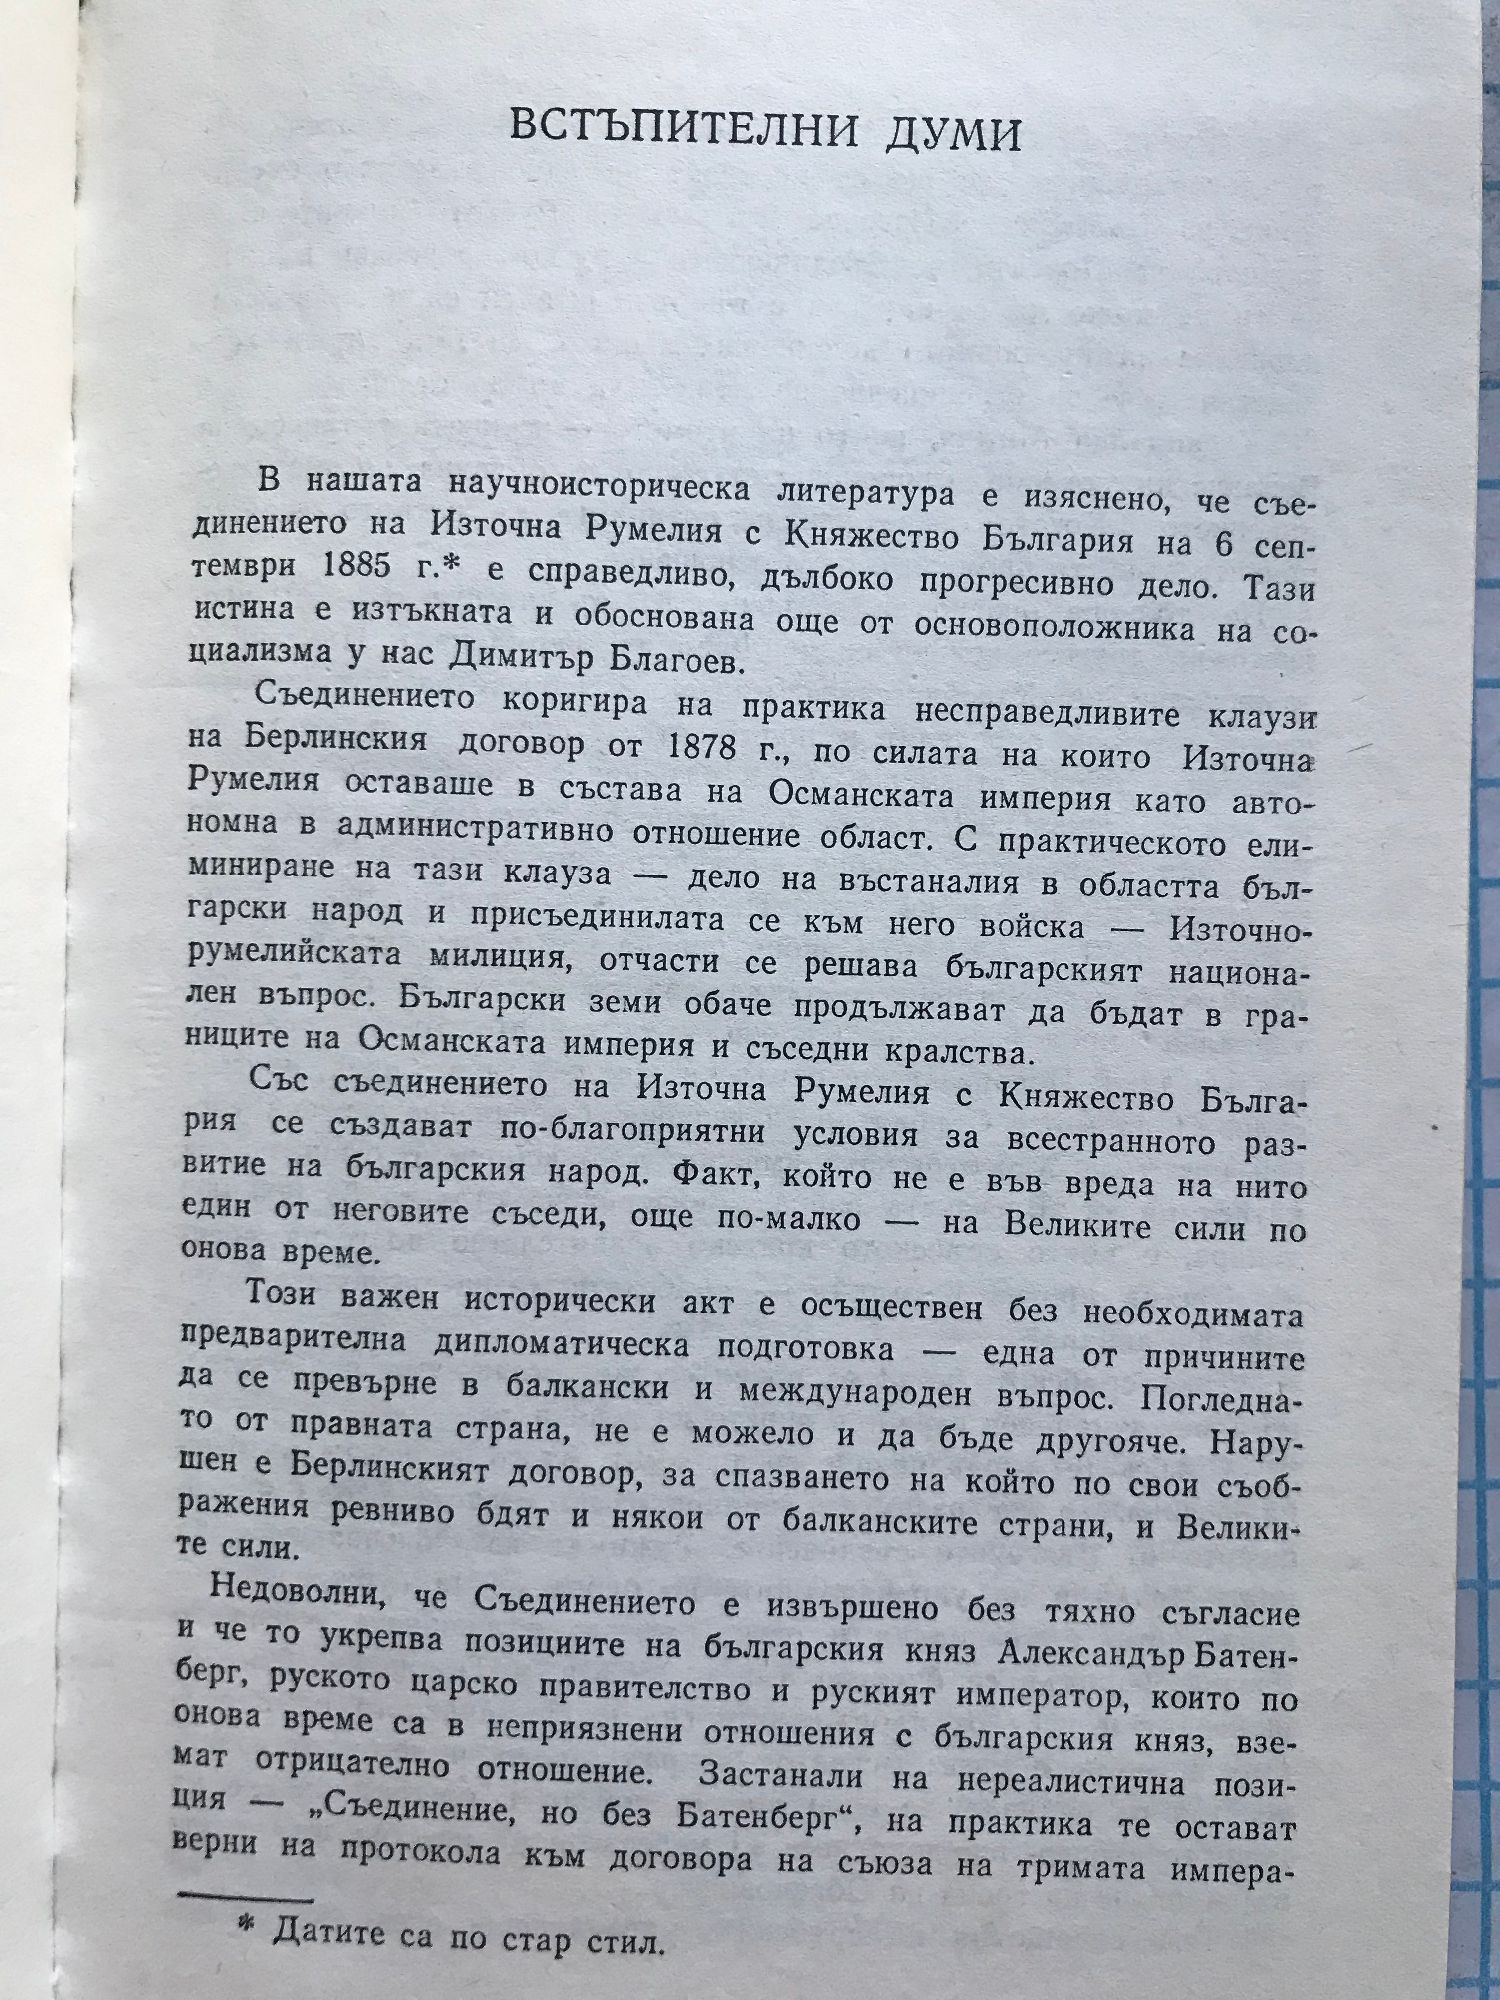 ВСТЪПИТЕЛНИ ДУМИ
В нашата научноисторическа литература е изяснено, че съе-
динението на Източна Румелия с Княжество България на 6 сеп-
тември 1885 г.* е справедливо, дълбоко прогресивно дело. Тази
истина е изтъкната и обоснована още от основоположника на со-
циализма у нас Димитър Благоев.
Съединението коригира на практика несправедливите клаузи
на Берлинския договор от 1878 г., по силата на които Източна
Румелия оставаше в състава на Османската империя като авто-
номна в административно отношение област. С практическото ели-
миниране на тази клауза — дело на въстаналия в областта бъл-
гарски народ и присъединилата се към него войска — Източно-
румелийската милиция, отчасти се решава българският национа-
лен въпрос. Български земи обаче продължават да бъдат в гра-
ниците на Османската империя и съседни кралства.
Със съединението на Източна Румелия с Княжество Бълга-
рия се създават по-благоприятни условия за всестранното раз-
витие на българския народ. Факт, който не е във вреда на нито
един от неговите съседи, още по-малко — на Великите сили по
онова време.
Този важен исторически акт е осъществен без необходимата
предварителна дипломатическа подготовка — една от причините
да се превърне в балкански и международен въпрос. Погледна-
то от правната страна, не е можело и да бъде другояче. Нару-
шен е Берлинският договор, за спазването на който по свои съоб-
ражения ревниво бдят и някои от балканските страни, и Велики-
те сили.
Недоволни, че Съединението е извършено без тяхно съгласие
и че то укрепва позициите на българския княз Александър Батен-
берг, руското царско правителство и руският император, които по
онова време са в неприязнени отношения с българския княз, взе-
мат отрицателно отношение. Застанали на нереалистична пози-
ция — „Съединение, но без Батенберг“, на практика те остават
верни на протокола към договора на съюза на тримата импера-
* Датите са по стар стил.